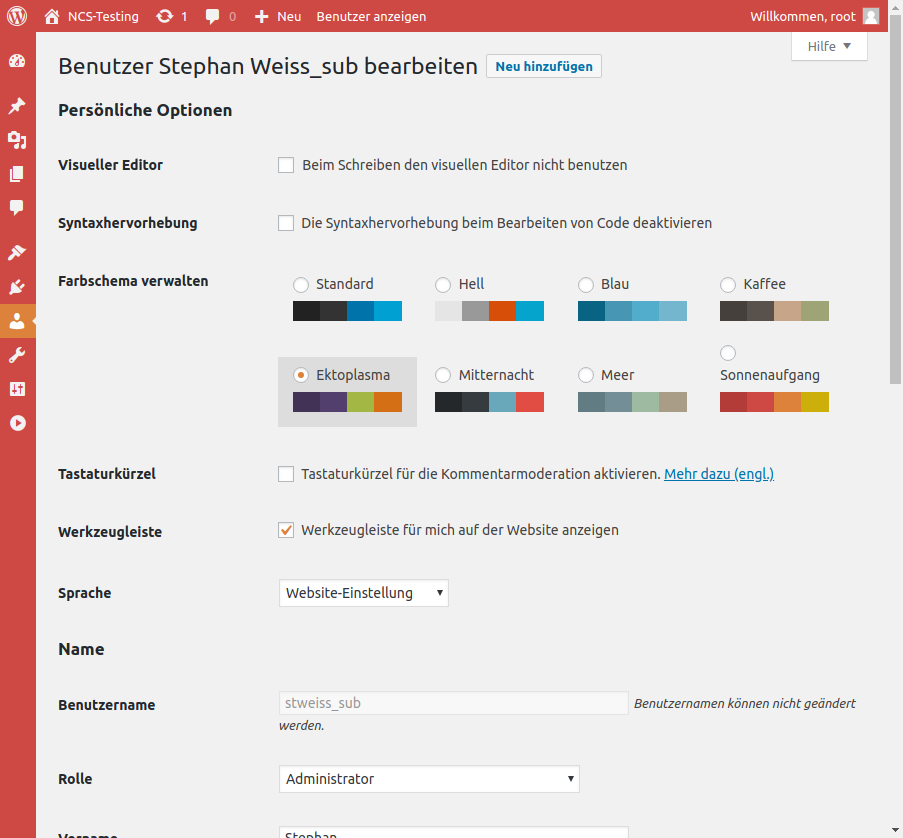 NCS-Testing 1 0 Neu Benutzer anzeigen Willkommen, root
Hilfe
Benutzer Stephan Weiss_sub bearbeiten Neu hinzufügen
Persönliche Optionen
Visueller Editor Beim Schreiben den visuellen Editor nicht benutzen
Syntaxhervorhebung Die Syntaxhervorhebung beim Bearbeiten von Code deaktivieren
Farbschema verwalten Standard Hell Blau Kaffee
Ektoplasma Mitternacht Meer Sonnenaufgang
Tastaturkürzel Tastaturkürzel für die Kommentarmoderation aktivieren. Mehr dazu (engl.)
Werkzeugleiste Werkzeugleiste für mich auf der Website anzeigen
Sprache Website-Einstellung
Name
Benutzername stweiss_sub Benutzernamen können nicht geändert
werden.
Rolle Administrator
Vorname Stephan